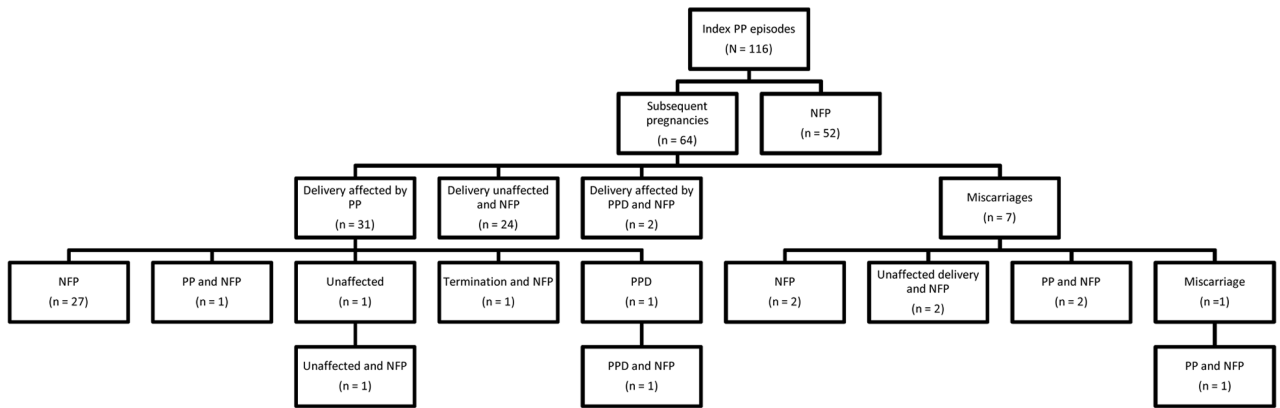 Index PP episodes
(N = 116)
Subsequent
pregnancies
(n = 64)
NFP
(n = 52)
Delivery affected by
PP
(n = 31)
Delivery unaffected
and NFP
(n = 24)
Delivery affected by
PPD and NFP
(n = 2)
Miscarriages
(n = 7)
NFP
(n = 27)
PP and NFP
(n = 1)
Unaffected
(n = 1)
Termination and NFP
(n = 1)
PPD
(n = 1)
NFP
(n = 2)
Unaffected delivery
and NFP
(n = 2)
PP and NFP
(n = 2)
Miscarriage
(n =1)
Unaffected and NFP
(n = 1)
PPD and NFP
(n = 1)
PP and NFP
(n = 1)